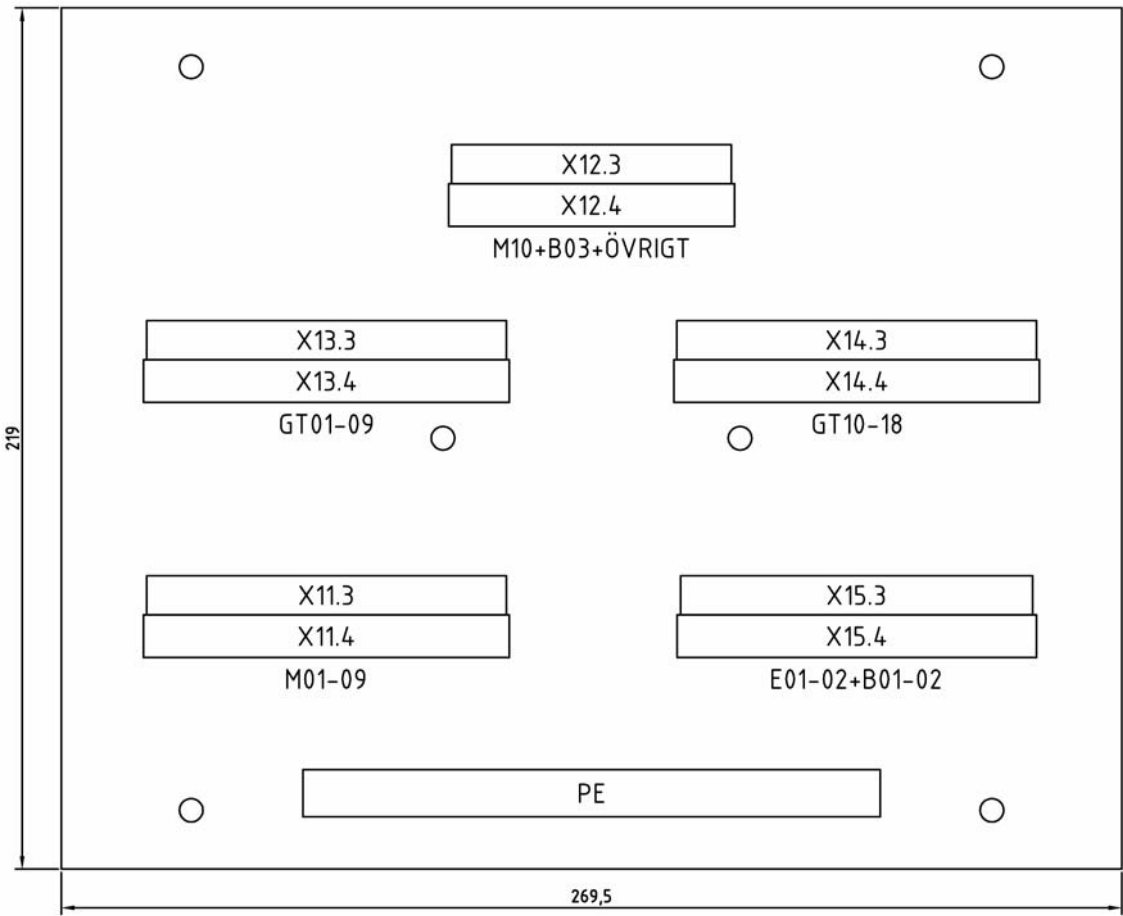 X12.3
X12.4
M10+B03+ÖVRIGT
X13.3
X13.4
GT01-09
X14.3
X14.4
GT10-18
219
X11.3
X11.4
M01-09
X15.3
X15.4
E01-02+B01-02
PE
269,5